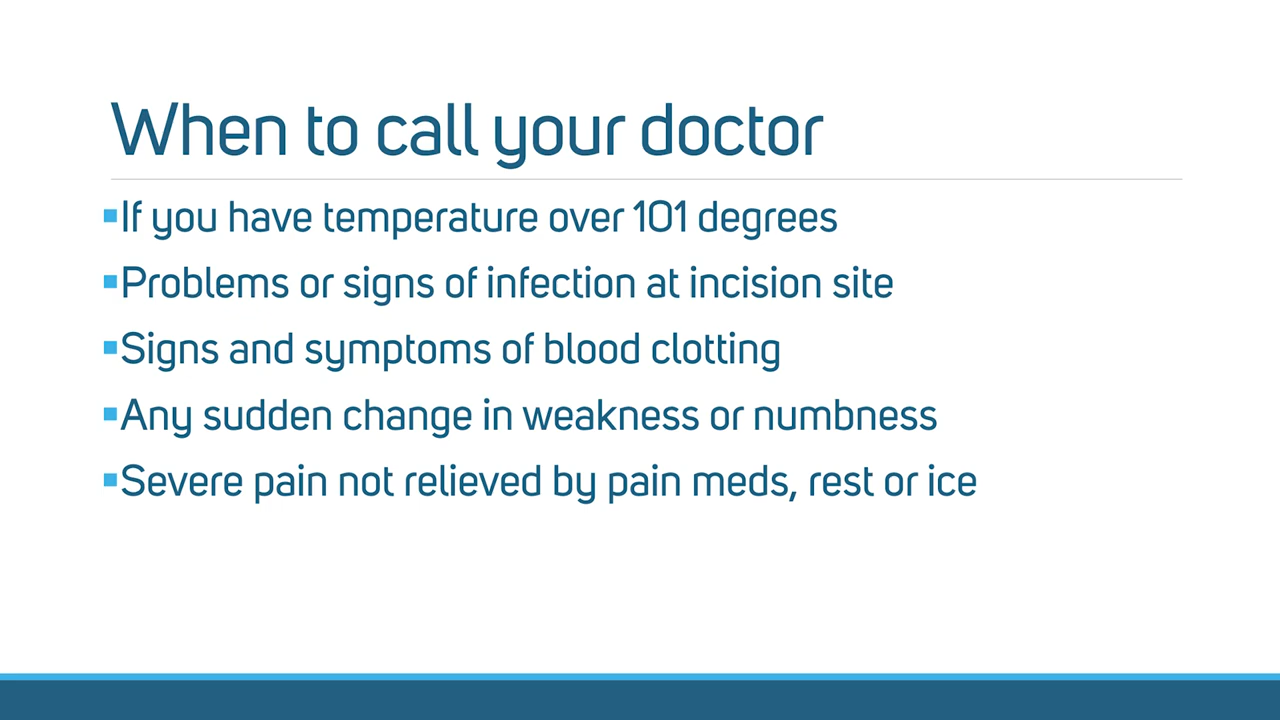 When to call your doctor
▪If you have temperature over 101 degrees
▪Problems or signs of infection at incision site
▪Signs and symptoms of blood clotting
▪Any sudden change in weakness or numbness
▪Severe pain not relieved by pain meds, rest or ice